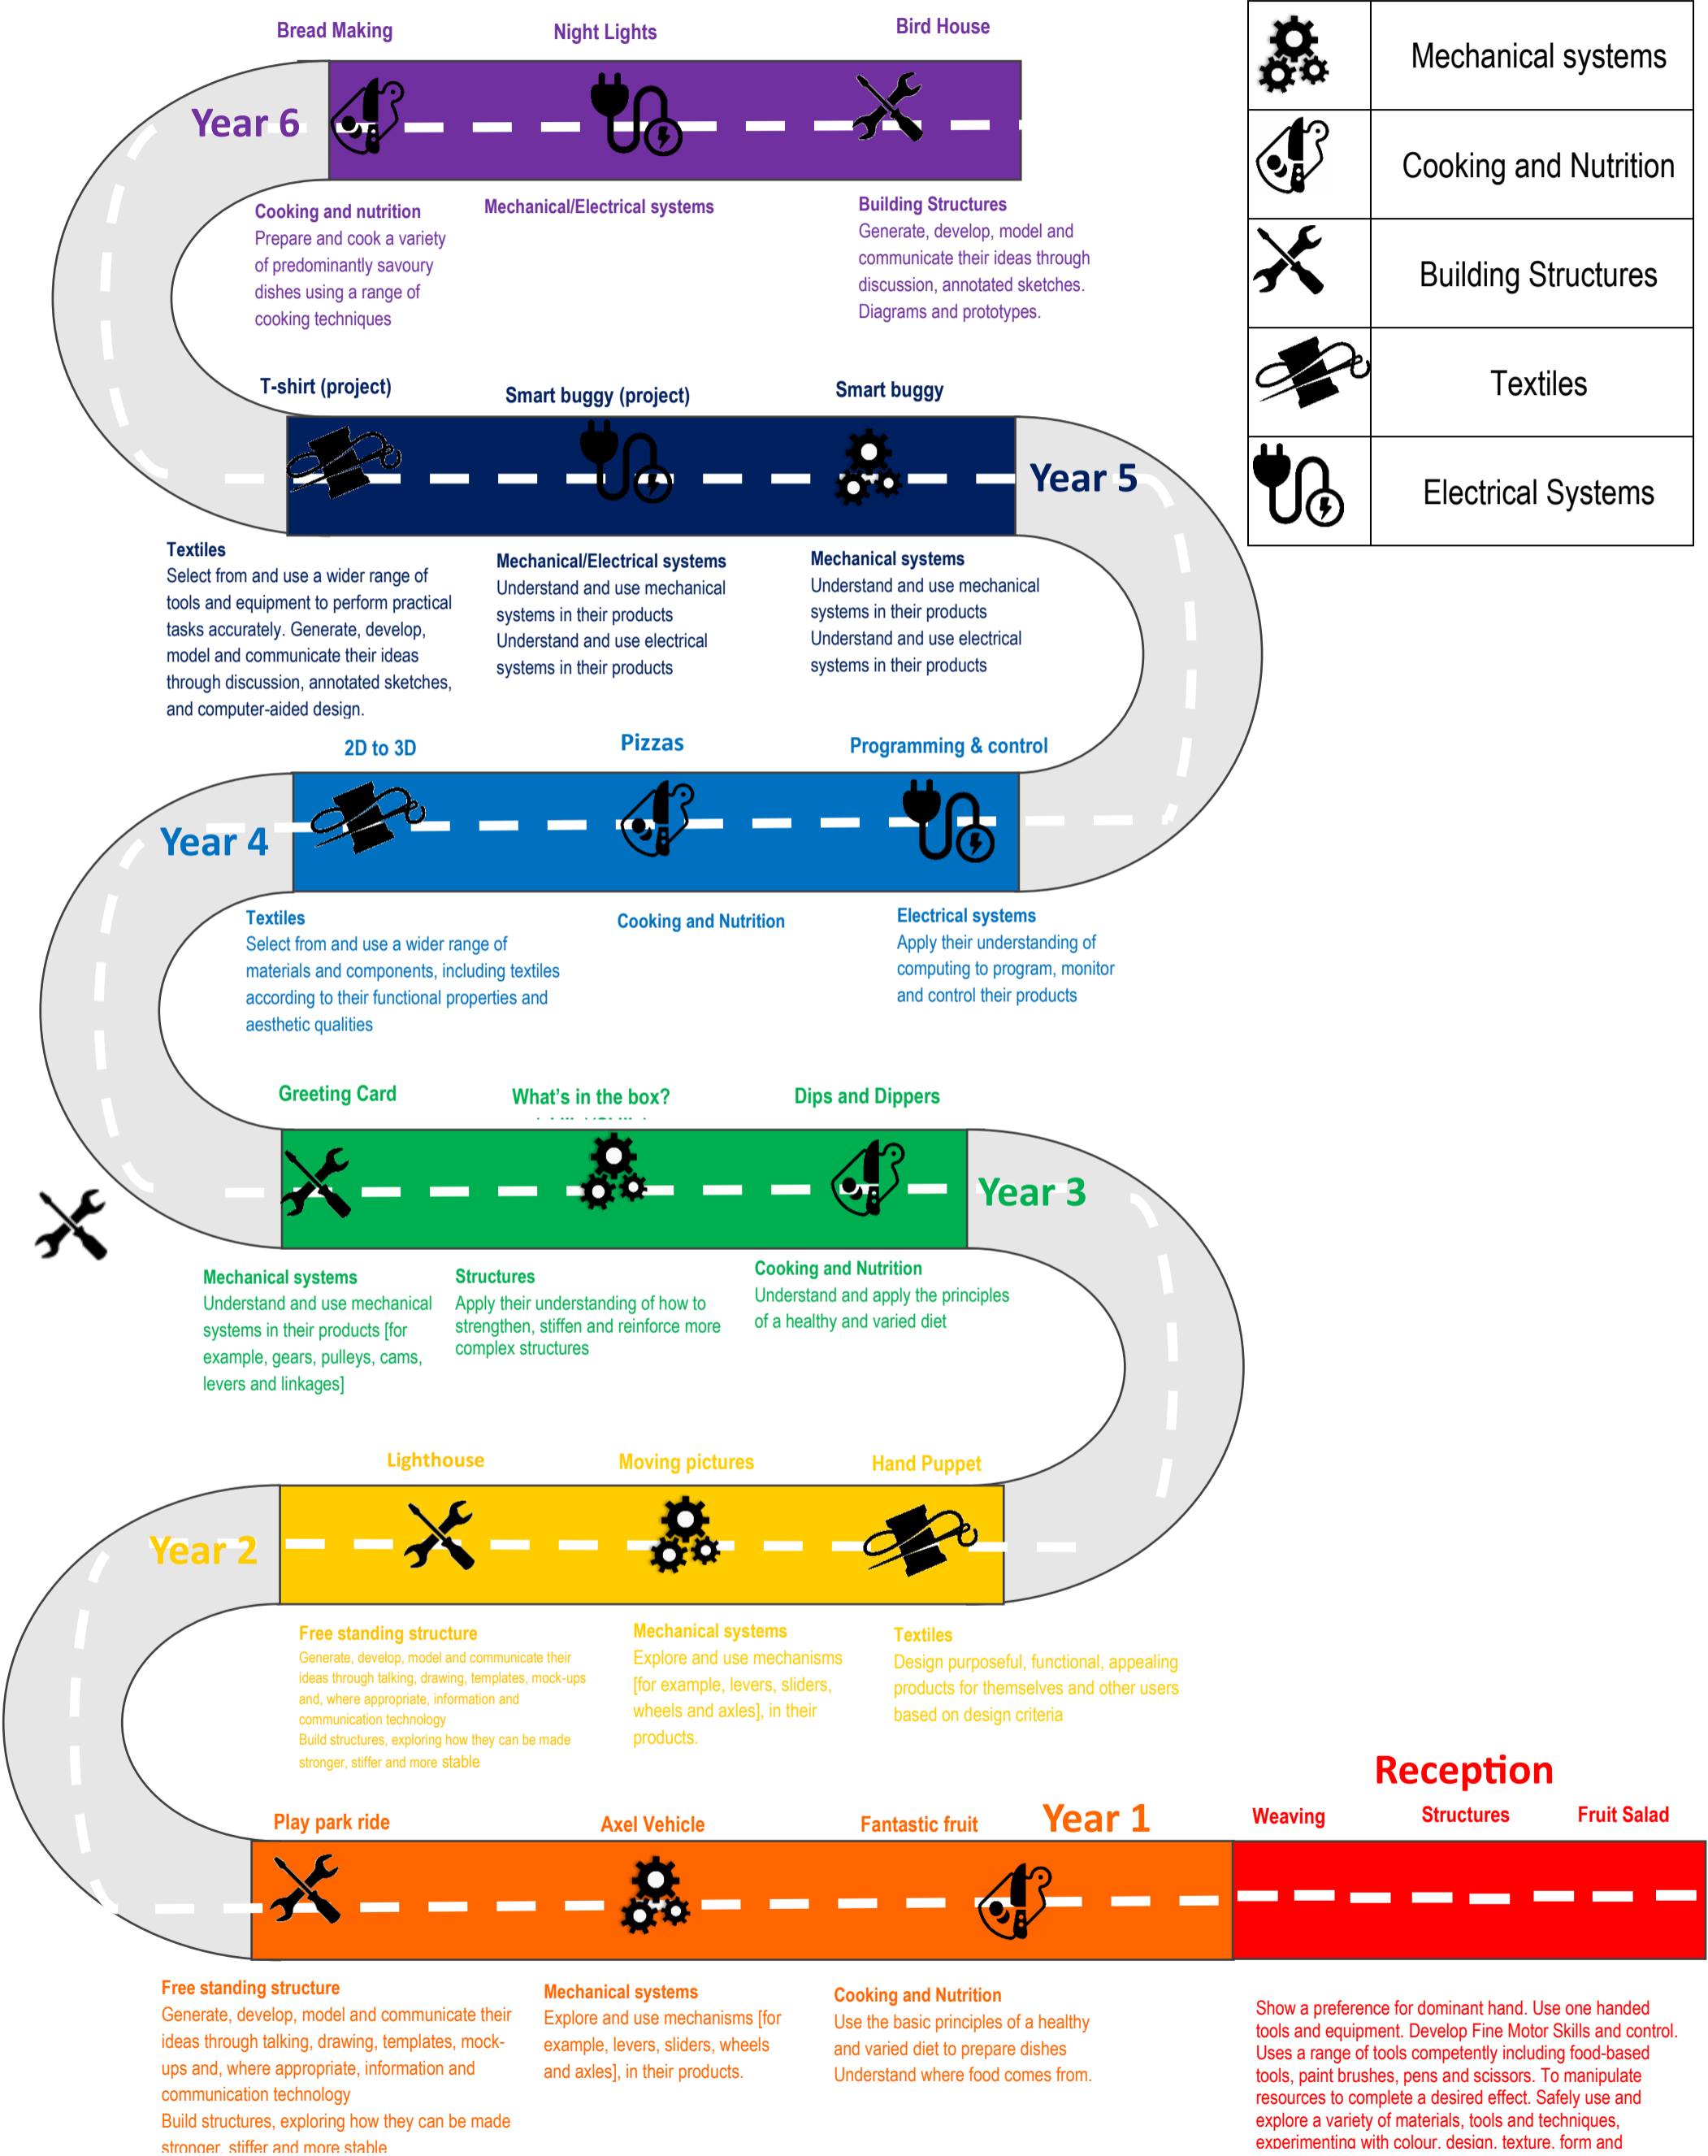 Bread Making
Night Lights
Bird House
Year 6
Cooking and nutrition
Prepare and cook a variety
of predominantly savoury
dishes using a range of
cooking techniques
Mechanical/Electrical systems
Building Structures
Generate, develop, model and
communicate their ideas through
discussion, annotated sketches.
Diagrams and prototypes.
Mechanical systems
Cooking and Nutrition
Building Structures
Textiles
Electrical Systems
T-shirt (project)
Smart buggy (project)
Smart buggy
Year 5
Textiles
Select from and use a wider range of
tools and equipment to perform practical
tasks accurately. Generate, develop,
model and communicate their ideas
through discussion, annotated sketches,
and computer-aided design.
Mechanical/Electrical systems
Understand and use mechanical
systems in their products
Understand and use electrical
systems in their products
Mechanical systems
Understand and use mechanical
systems in their products
Understand and use electrical
systems in their products
2D to 3D
Pizzas
Programming & control
Year 4
Textiles
Select from and use a wider range of
materials and components, including textiles
according to their functional properties and
aesthetic qualities
Cooking and Nutrition
Electrical systems
Apply their understanding of
computing to program, monitor
and control their products
Greeting Card
What's in the box?
Dips and Dippers
Year 3
Mechanical systems
Understand and use mechanical
systems in their products [for
example, gears, pulleys, cams,
levers and linkages]
Structures
Apply their understanding of how to
strengthen, stiffen and reinforce more
complex structures
Cooking and Nutrition
Understand and apply the principles
of a healthy and varied diet
Lighthouse
Moving pictures
Hand Puppet
Year 2
Free standing structure
Generate, develop, model and communicate their
ideas through talking, drawing, templates, mock-ups
and, where appropriate, information and
communication technology
Build structures, exploring how they can be made
stronger, stiffer and more stable
Mechanical systems
Explore and use mechanisms
[for example, levers, sliders,
wheels and axles], in their
products.
Textiles
Design purposeful, functional, appealing
products for themselves and other users
based on design criteria
Play park ride
Axel Vehicle
Fantastic fruit
Year 1
Reception
Weaving
Structures
Fruit Salad
Free standing structure
Generate, develop, model and communicate their
ideas through talking, drawing, templates, mock-
ups and, where appropriate, information and
communication technology
Build structures, exploring how they can be made
stronger, stiffer and more stable
Mechanical systems
Explore and use mechanisms [for
example, levers, sliders, wheels
and axles], in their products.
Cooking and Nutrition
Use the basic principles of a healthy
and varied diet to prepare dishes
Understand where food comes from.
Show a preference for dominant hand. Use one handed
tools and equipment. Develop Fine Motor Skills and control.
Uses a range of tools competently including food-based
tools, paint brushes, pens and scissors. To manipulate
resources to complete a desired effect. Safely use and
explore a variety of materials, tools and techniques,
experimenting with colour, design, texture, form and